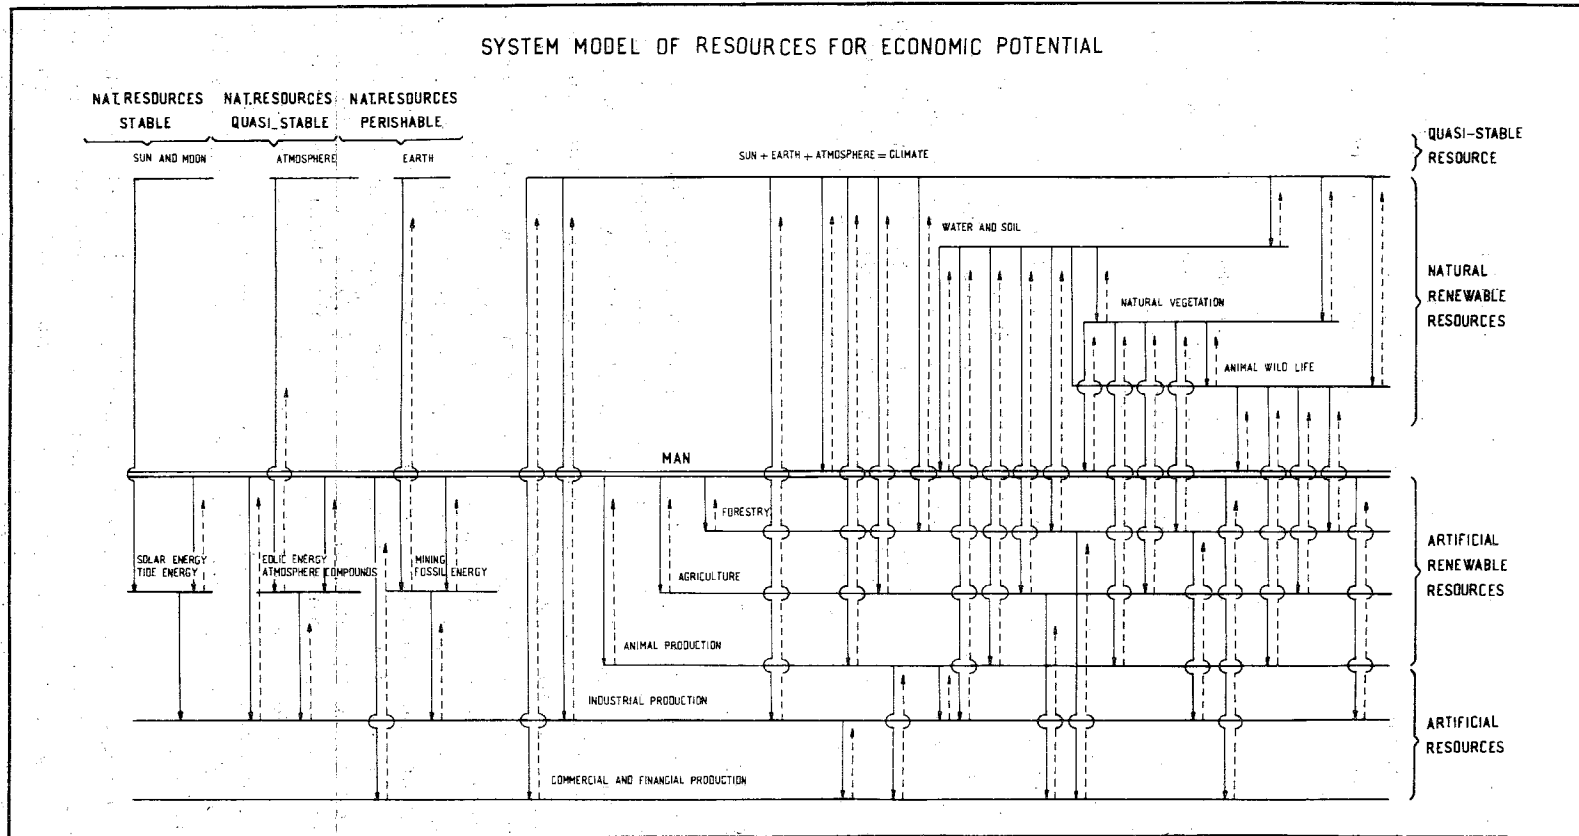 SYSTEM MODEL OF RESOURCES FOR ECONOMIC POTENTIAL
NAT.RESOURCES
STABLE
NAT.RESOURCES
QUASI_STABLE
NAT.RESOURCES
PERISHABLE
SUN AND MOON
ATMOSPHERE
EARTH
SUN + EARTH + ATMOSPHERE = CLIMATE
QUASI-STABLE
RESOURCE
WATER AND SOIL
NATURAL VEGETATION
ANIMAL WILD LIFE
NATURAL
RENEWABLE
RESOURCES
MAN
FORESTRY
SOLAR ENERGY
TIDE ENERGY
EOLIC ENERGY
ATMOSPHERE COMPOUNDS
MINING
FOSSIL ENERGY
AGRICULTURE
ARTIFICIAL
RENEWABLE
RESOURCES
ANIMAL PRODUCTION
INDUSTRIAL PRODUCTION
ARTIFICIAL
RESOURCES
COMMERCIAL AND FINANCIAL PRODUCTION